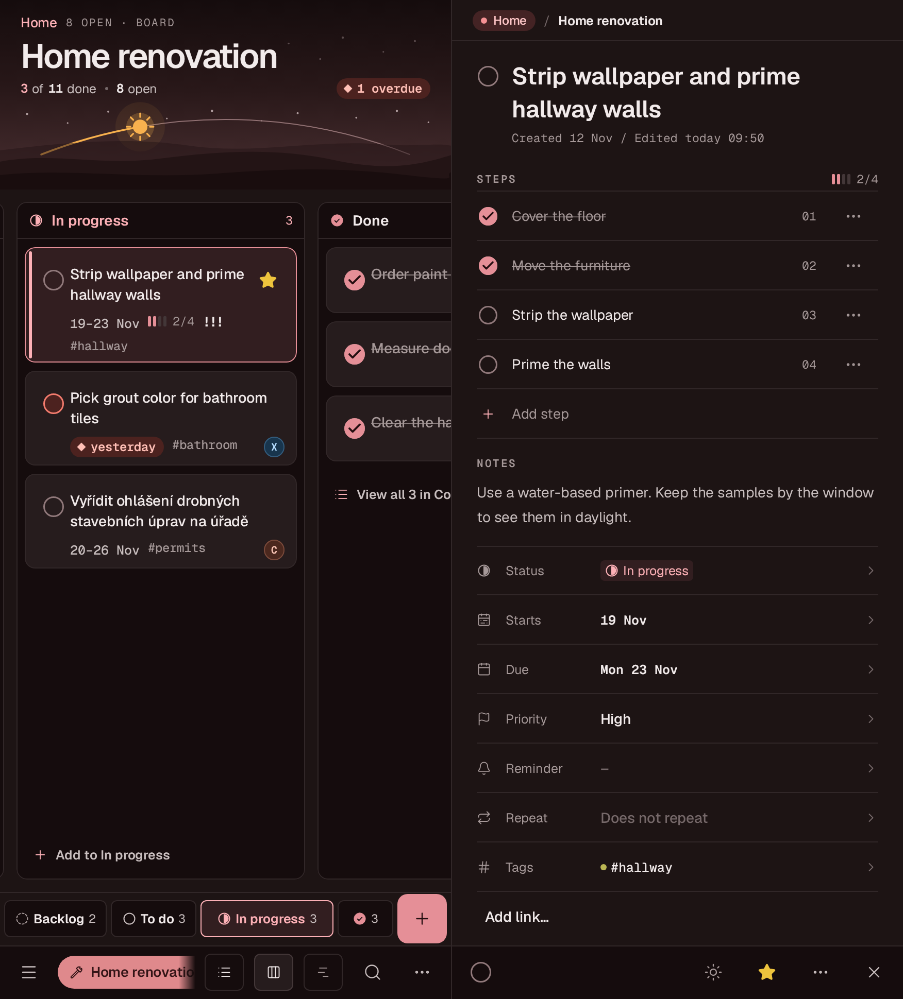 Home 8 OPEN · BOARD
Home renovation
3 of 11 done • 8 open
1 overdue
In progress 3
Strip wallpaper and prime
hallway walls
19–23 Nov 2/4 !!!
#hallway
Pick grout color for bathroom
tiles
yesterday #bathroom X
Vyřídit ohlášení drobných
stavebních úprav na úřadě
20–26 Nov #permits C
Add to In progress
Done
Order paint
Measure do
Clear the ha
View all 3 in Co
Backlog 2
To do 3
In progress 3
3
Home renovatio
Home / Home renovation
Strip wallpaper and prime
hallway walls
Created 12 Nov / Edited today 09:50
STEPS 2/4
Cover the floor 01
Move the furniture 02
Strip the wallpaper 03
Prime the walls 04
Add step
NOTES
Use a water-based primer. Keep the samples by the window
to see them in daylight.
Status In progress
Starts 19 Nov
Due Mon 23 Nov
Priority High
Reminder –
Repeat Does not repeat
Tags #hallway
Add link…